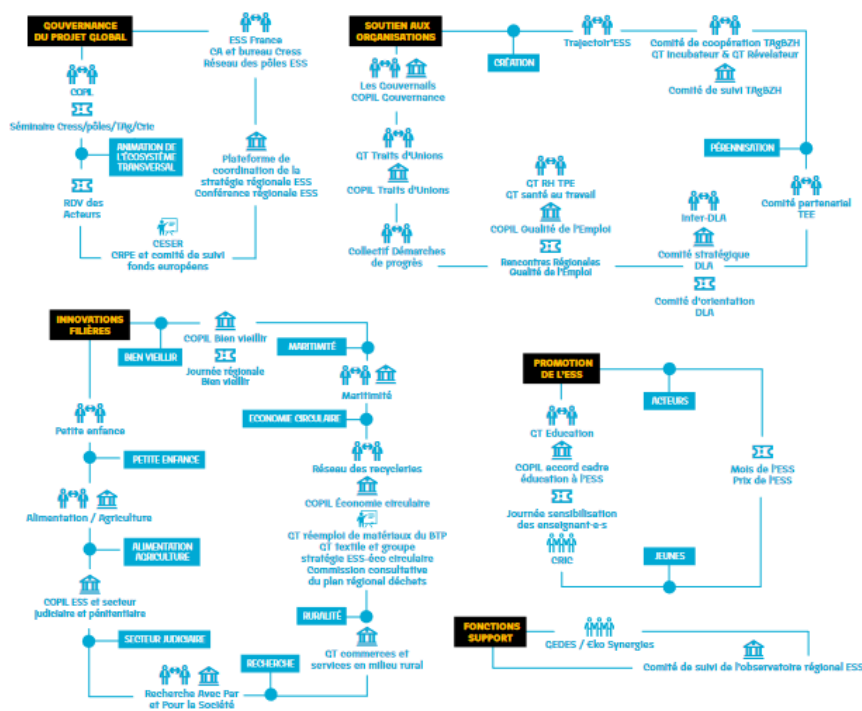 GOUVERNANCE
DU PROJET GLOBAL
ESS France
CA et bureau Cress
Réseau des pôles ESS
COPIL
Séminaire Cress/pôles/TAg/Cric
ANIMATION DE
L'ÉCOSYSTÈME
TRANSVERSAL
Plateforme de
coordination de la
stratégie régionale ESS
Conférence régionale ESS
RDV des
Acteurs
CESER
CRPE et comité de suivi
fonds européens
SOUTIEN AUX
ORGANISATIONS
CRÉATION
Trajectoir'ESS
Comité de coopération TAgBZH
GT Incubateur & GT Révélateur
Comité de suivi TAgBZH
Les Gouvernails
COPIL Gouvernance
PÉRENNISATION
GT Traits d'Unions
COPIL Traits d'Unions
GT RH TPE
GT santé au travail
COPIL Qualité de l'Emploi
Rencontres Régionales
Qualité de l'Emploi
Collectif Démarches
de progrès
Inter-DLA
Comité stratégique
DLA
Comité d'orientation
DLA
Comité partenarial
TEE
INNOVATIONS
FILIÈRES
BIEN VIEILLIR
COPIL Bien vieillir
Journée régionale
Bien vieillir
MARITIMITÉ
Maritimité
Petite enfance
ECONOMIE CIRCULAIRE
PETITE ENFANCE
Réseau des recycleries
COPIL Économie circulaire
Alimentation / Agriculture
GT réemploi de matériaux du BTP
GT textile et groupe
stratégie ESS-éco circulaire
Commission consultative
du plan régional déchets
ALIMENTATION
AGRICULTURE
COPIL ESS et secteur
judiciaire et pénitentiaire
RURALITÉ
SECTEUR JUDICIAIRE
GT commerces et
services en milieu rural
RECHERCHE
Recherche Avec Par
et Pour la Société
PROMOTION
DE L'ESS
ACTEURS
GT Education
COPIL accord cadre
éducation à l'ESS
Mois de l'ESS
Prix de l'ESS
Journée sensibilisation
des enseignant·e·s
CRIC
JEUNES
FONCTIONS
SUPPORT
GEDES / Eko Synergies
Comité de suivi de l'observatoire régional ESS